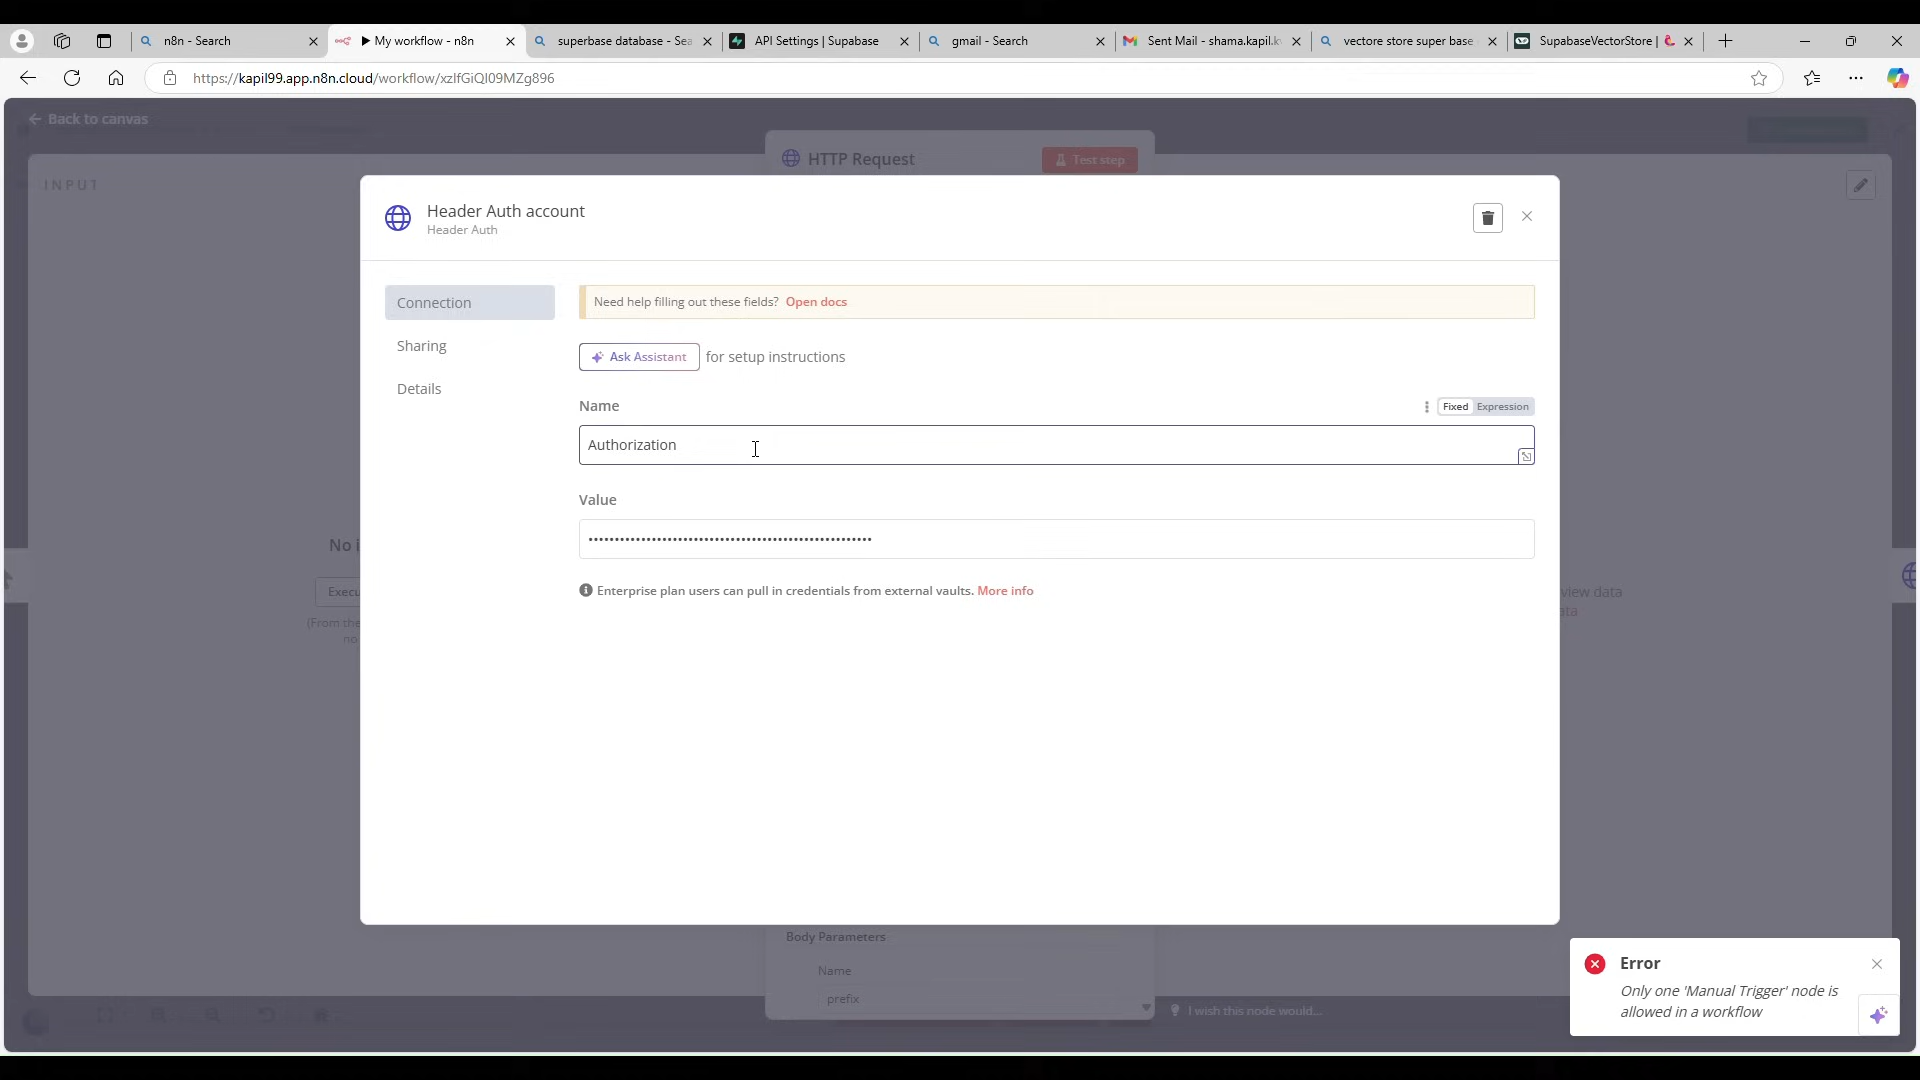 n8n - Search
My workflow - n8n
superbase database - Sea
API Settings | Supabase
gmail - Search
Sent Mail - shama.kapil.k
vectore store super base
SupabaseVectorStore |
https://kapil99.app.n8n.cloud/workflow/xzIfGiQI09MZg896
Back to canvas
HTTP Request
Test step
INPUT
Header Auth account
Header Auth
Connection
Need help filling out these fields? Open docs
Sharing
Ask Assistant for setup instructions
Details
Name
Fixed Expression
Authorization
Value
No i
Execu
(From the
no
Enterprise plan users can pull in credentials from external vaults. More info
view data
ata
Body Parameters
Name
prefix
I wish this node would...
Error
Only one 'Manual Trigger' node is
allowed in a workflow